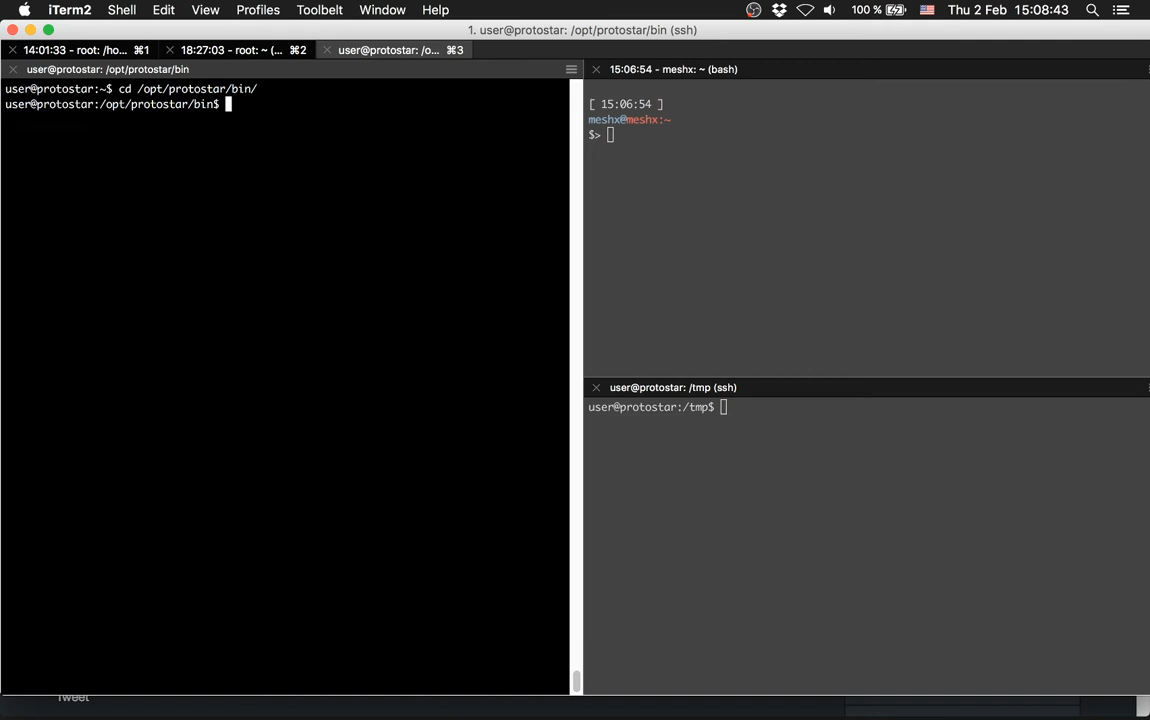 iTerm2 Shell Edit View Profiles Toolbelt Window Help 100 % Thu 2 Feb 15:08:43
1. user@protostar: /opt/protostar/bin (ssh)
14:01:33 - root: /ho... ⌘1 18:27:03 - root: ~ (... ⌘2 user@protostar: /o... ⌘3
user@protostar: /opt/protostar/bin
user@protostar:~$ cd /opt/protostar/bin/
user@protostar:/opt/protostar/bin$
15:06:54 - meshx: ~ (bash)
[ 15:06:54 ]
meshx@meshx:~
$>
user@protostar: /tmp (ssh)
user@protostar:/tmp$
Tweet